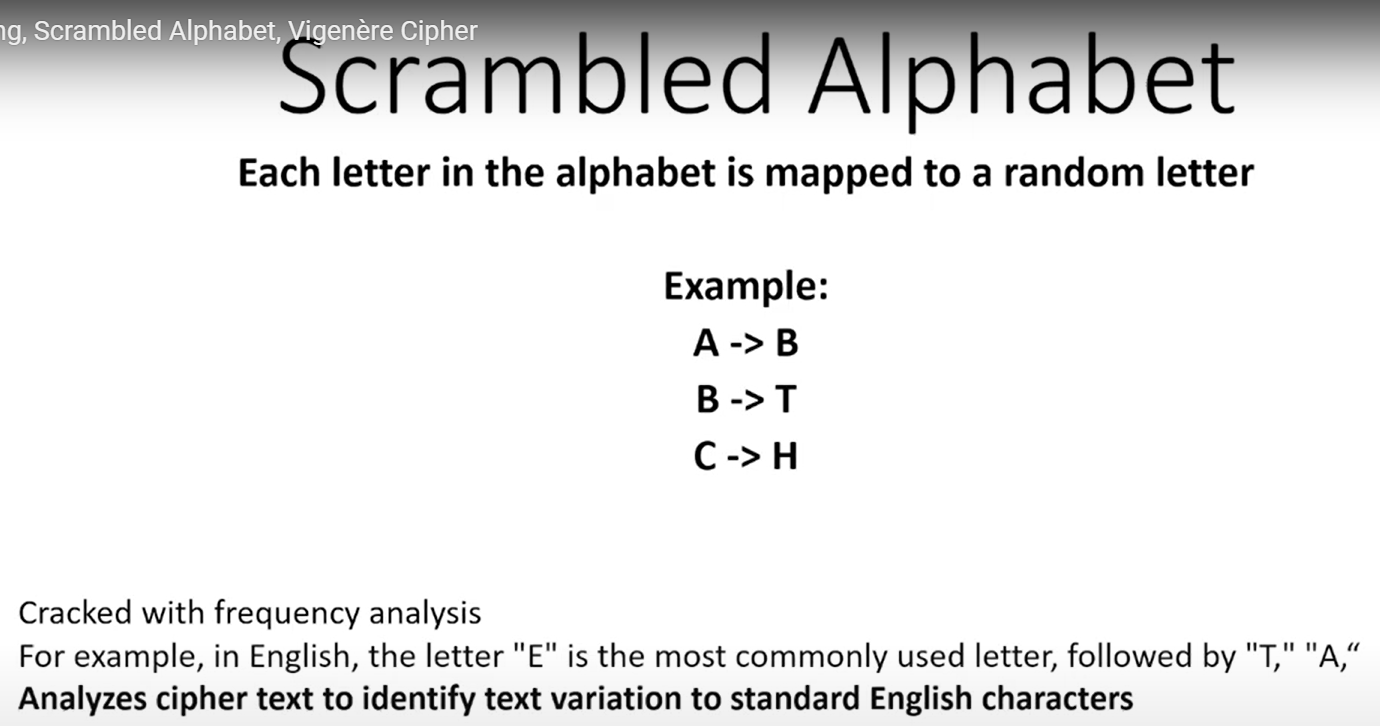 ng, Scrambled Alphabet, Vigenère Cipher
Scrambled Alphabet
Each letter in the alphabet is mapped to a random letter
Example:
A -> B
B -> T
C -> H
Cracked with frequency analysis
For example, in English, the letter "E" is the most commonly used letter, followed by "T," "A,“
Analyzes cipher text to identify text variation to standard English characters